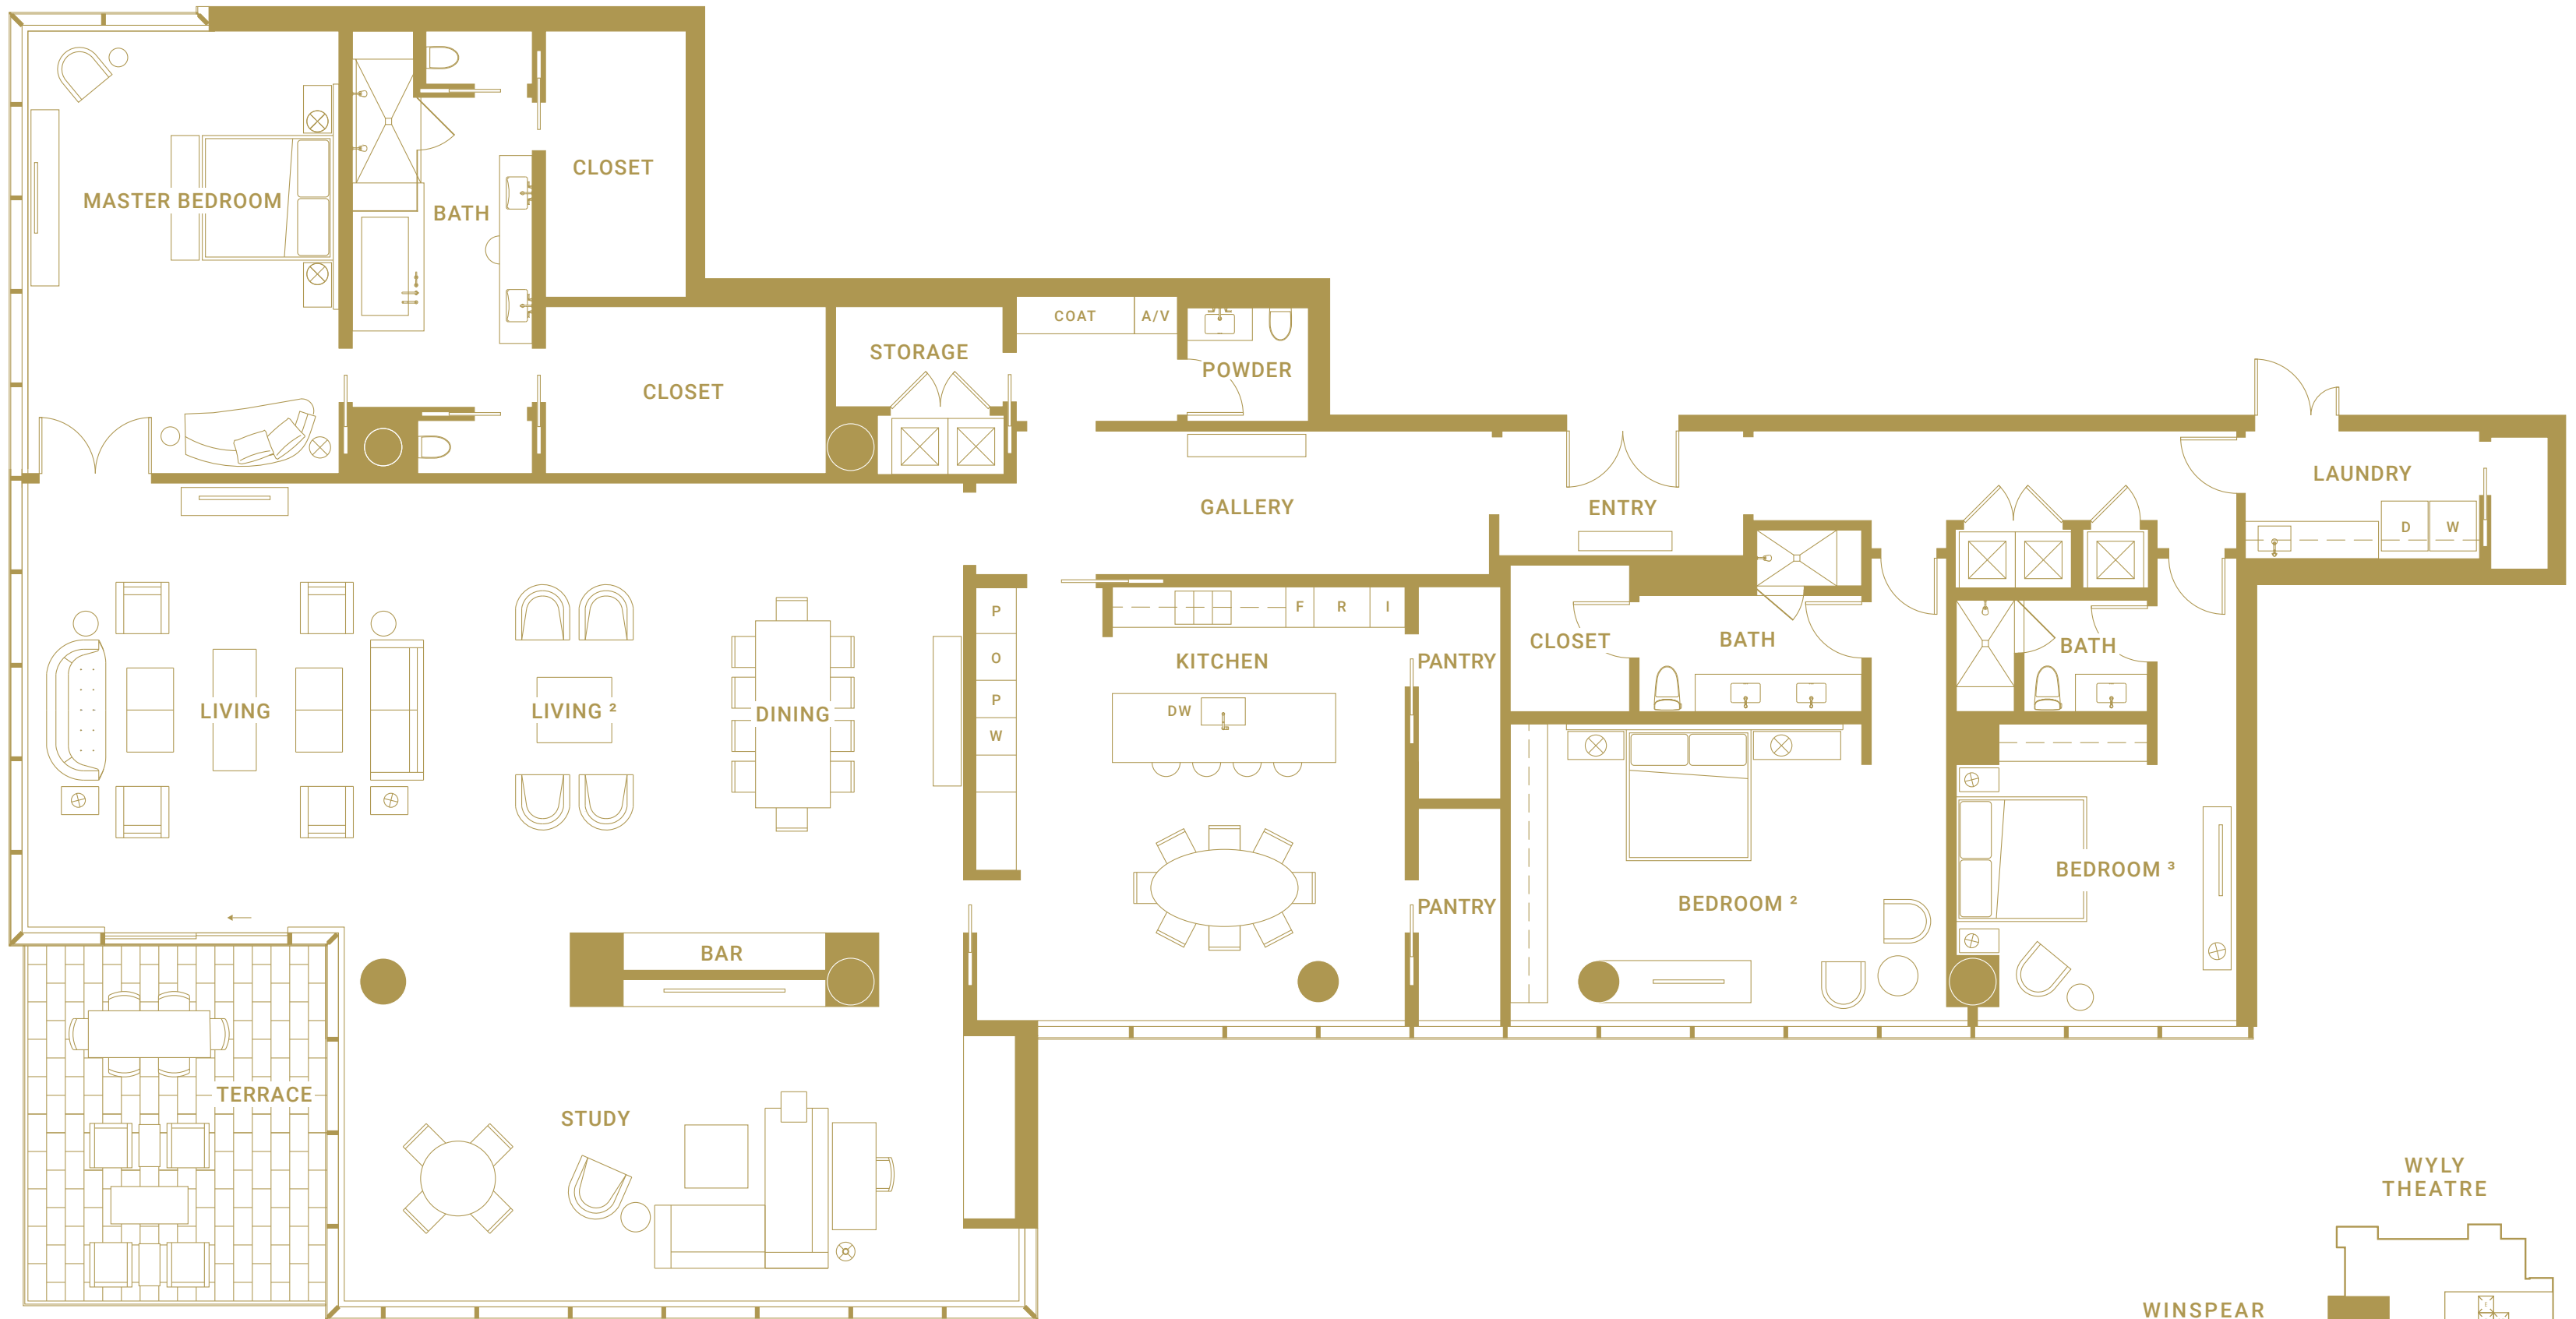 CLOSET
MASTER BEDROOM
BATH
COAT
A/V
STORAGE
POWDER
CLOSET
LAUNDRY
GALLERY
ENTRY
D
W
P
F
R
I
O
KITCHEN
PANTRY
CLOSET
BATH
BATH
P
W
DW
LIVING
LIVING ²
DINING
BEDROOM ³
BEDROOM ²
PANTRY
BAR
TERRACE
STUDY
WYLY
THEATRE
WINSPEAR